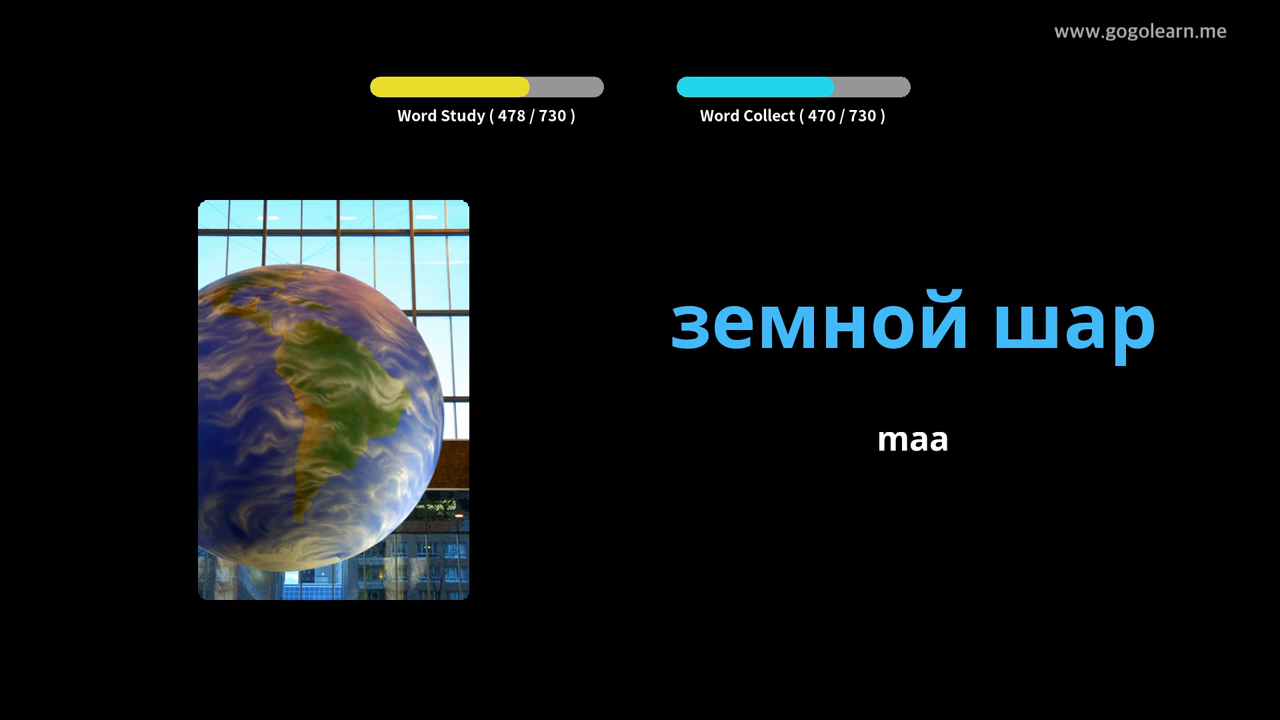 www.gogolearn.me
Word Study ( 478 / 730 )
Word Collect ( 470 / 730 )
земной шар
maa